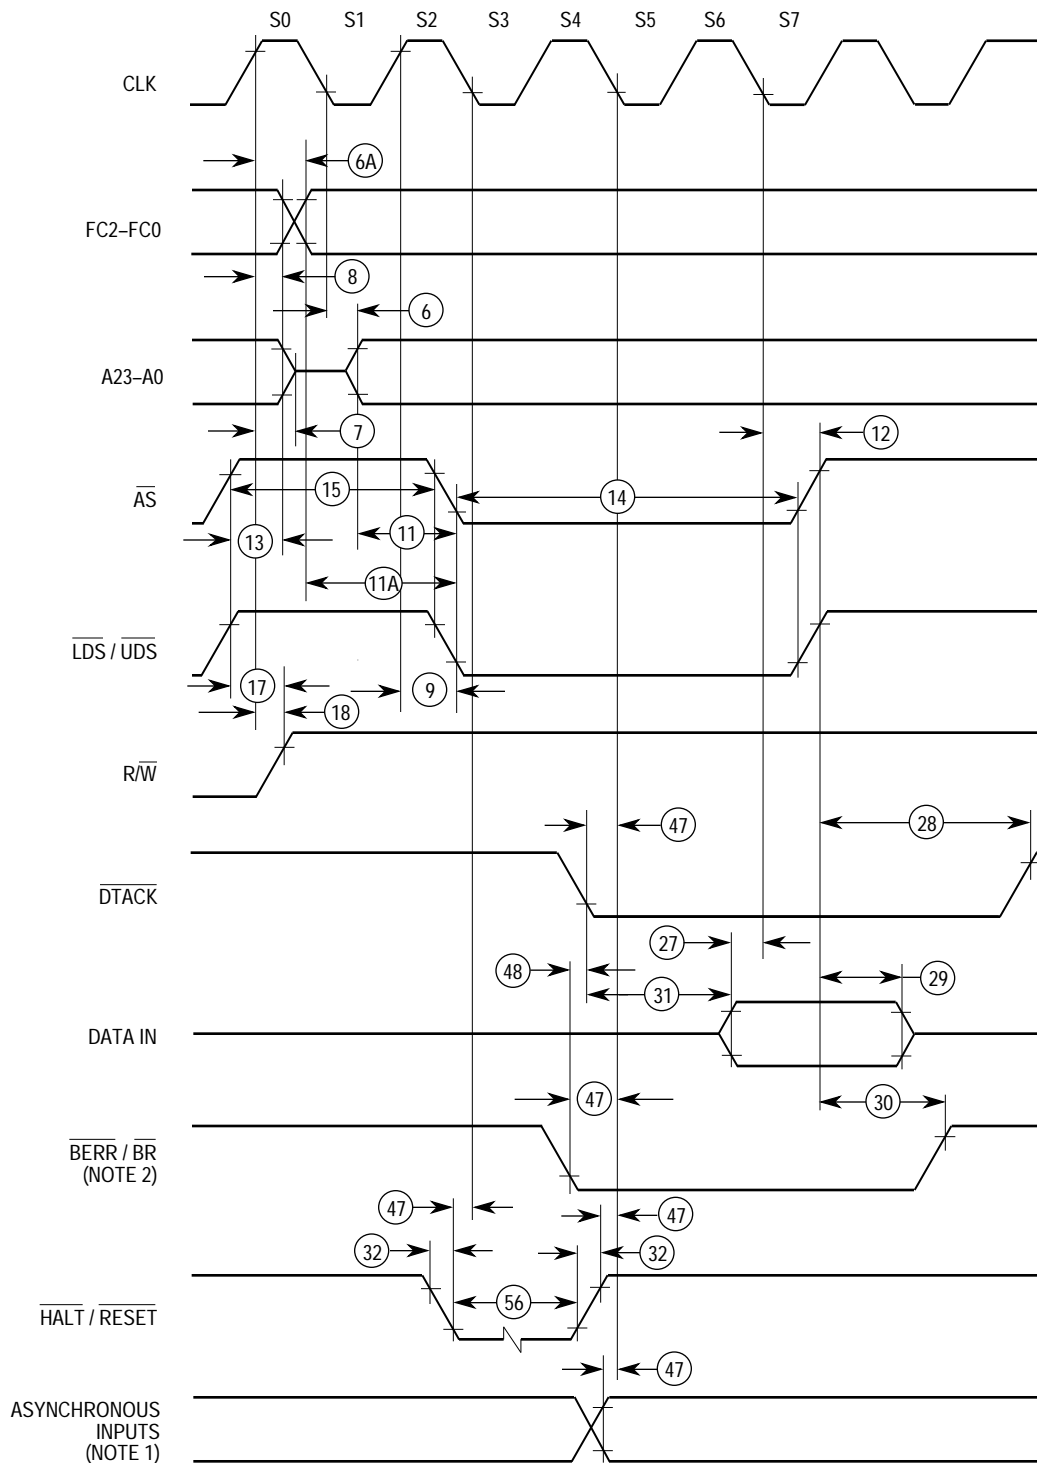 S0 S1 S2 S3 S4 S5 S6 S7
CLK
6A
FC2–FC0
8
6
A23–A0
7
12
AS
15
14
13
11
11A
LDS / UDS
17
9
18
R/W
47
28
DTACK
27
48
31
29
DATA IN
47
30
BERR / BR
(NOTE 2)
47
47
32
32
56
HALT / RESET
47
ASYNCHRONOUS
INPUTS
(NOTE 1)